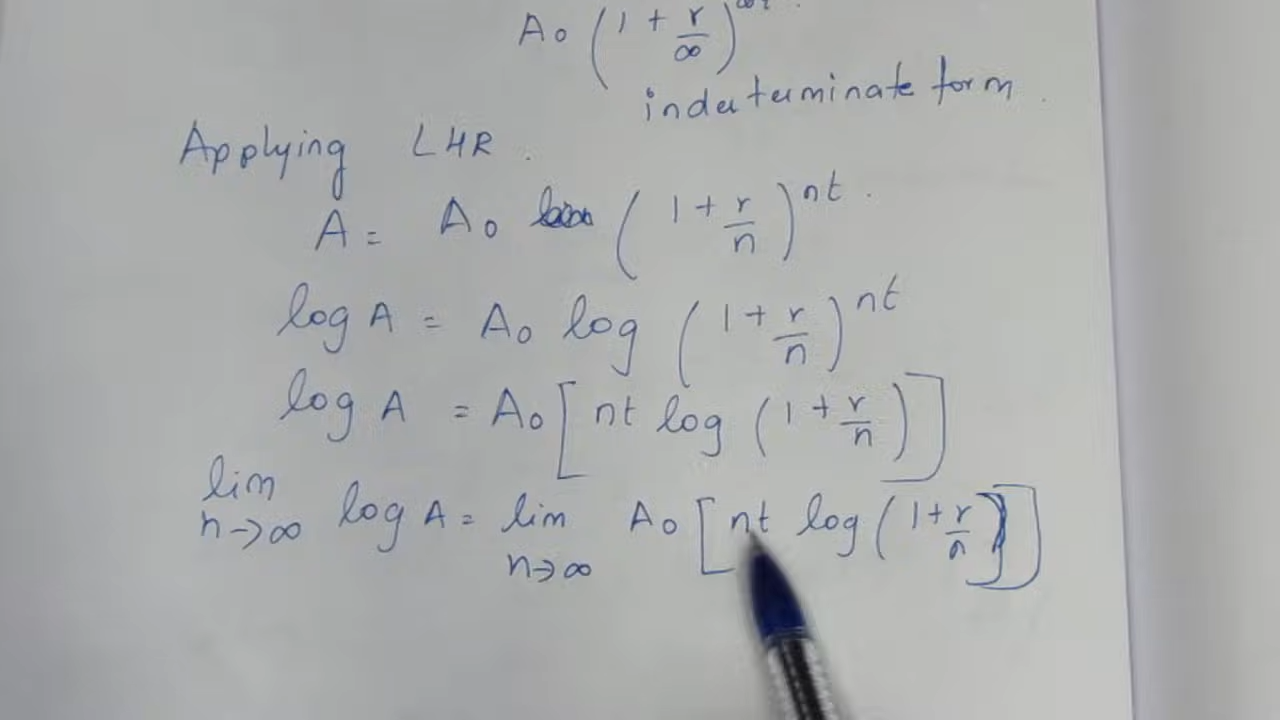 A₀ (1 + r/∞)^∞t
indeterminate form.
Applying LHR.
A = A₀ (1 + r/n)^nt.
log A = A₀ log (1 + r/n)^nt
log A = A₀ [nt log (1 + r/n)]
lim n→∞ log A = lim n→∞ A₀ [nt log (1 + r/n)]